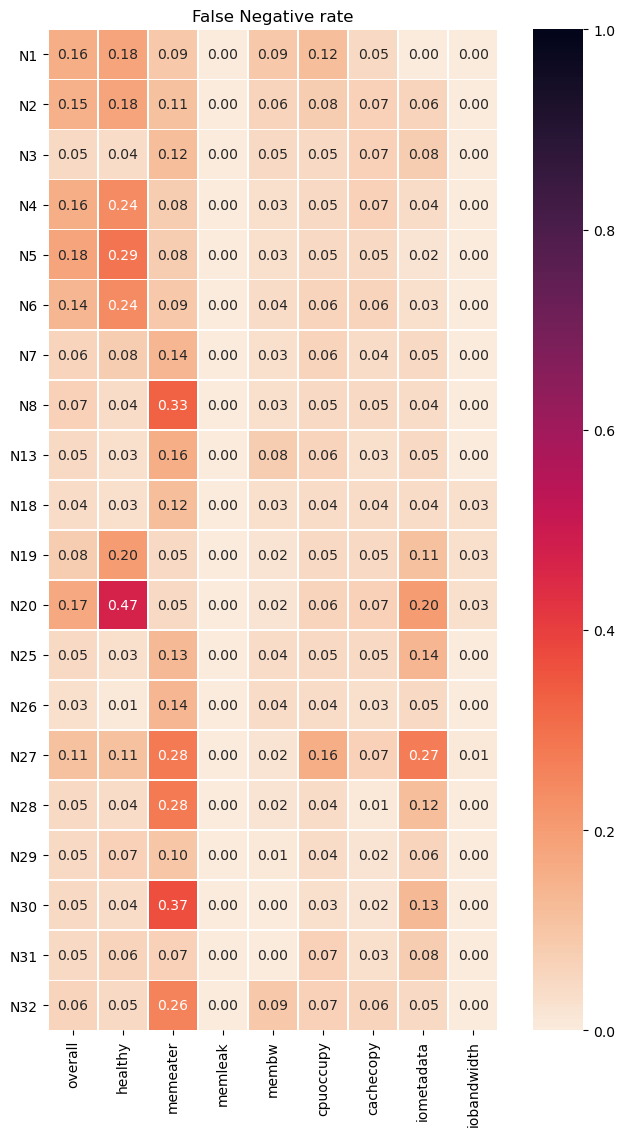 False Negative rate
N1 0.16 0.18 0.09 0.00 0.09 0.12 0.05 0.00 0.00
N2 0.15 0.18 0.11 0.00 0.06 0.08 0.07 0.06 0.00
N3 0.05 0.04 0.12 0.00 0.05 0.05 0.07 0.08 0.00
N4 0.16 0.24 0.08 0.00 0.03 0.05 0.07 0.04 0.00
N5 0.18 0.29 0.08 0.00 0.03 0.05 0.05 0.02 0.00
N6 0.14 0.24 0.09 0.00 0.04 0.06 0.06 0.03 0.00
N7 0.06 0.08 0.14 0.00 0.03 0.06 0.04 0.05 0.00
N8 0.07 0.04 0.33 0.00 0.03 0.05 0.05 0.04 0.00
N13 0.05 0.03 0.16 0.00 0.08 0.06 0.03 0.05 0.00
N18 0.04 0.03 0.12 0.00 0.03 0.04 0.04 0.04 0.03
N19 0.08 0.20 0.05 0.00 0.02 0.05 0.05 0.11 0.03
N20 0.17 0.47 0.05 0.00 0.02 0.06 0.07 0.20 0.03
N25 0.05 0.03 0.13 0.00 0.04 0.05 0.05 0.14 0.00
N26 0.03 0.01 0.14 0.00 0.04 0.04 0.03 0.05 0.00
N27 0.11 0.11 0.28 0.00 0.02 0.16 0.07 0.27 0.01
N28 0.05 0.04 0.28 0.00 0.02 0.04 0.01 0.12 0.00
N29 0.05 0.07 0.10 0.00 0.01 0.04 0.02 0.06 0.00
N30 0.05 0.04 0.37 0.00 0.00 0.03 0.02 0.13 0.00
N31 0.05 0.06 0.07 0.00 0.00 0.07 0.03 0.08 0.00
N32 0.06 0.05 0.26 0.00 0.09 0.07 0.06 0.05 0.00
overall
healthy
memeater
memleak
membw
cpuoccupy
cachecopy
iometadata
iobandwidth
1.0
0.8
0.6
0.4
0.2
0.0